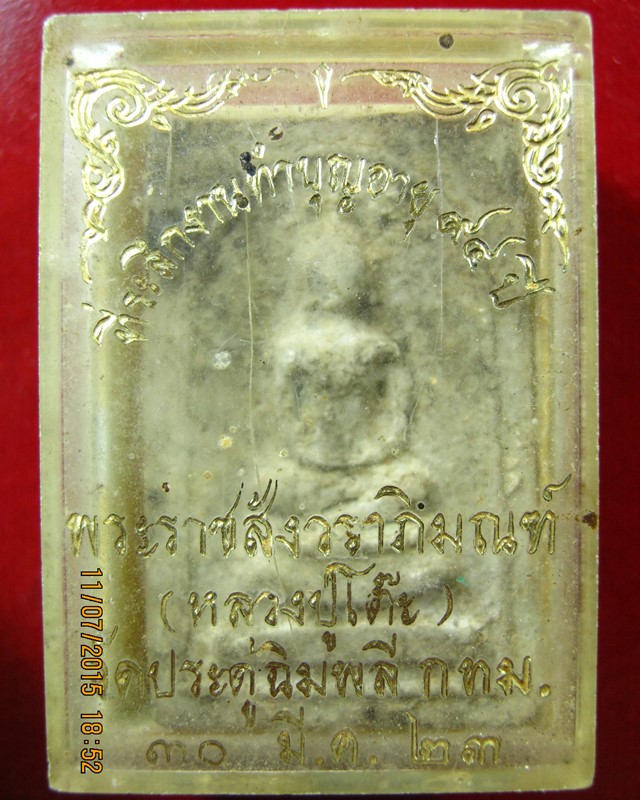 ที่ระลึกงานทำบุญอายุ ๙๓ ปี
พระราชสังวราภิมณฑ์
(หลวงปู่โต๊ะ)
วัดประดู่ฉิมพลี กทม.
๓๐ มี.ค. ๒๓
11/07/2015 18:52